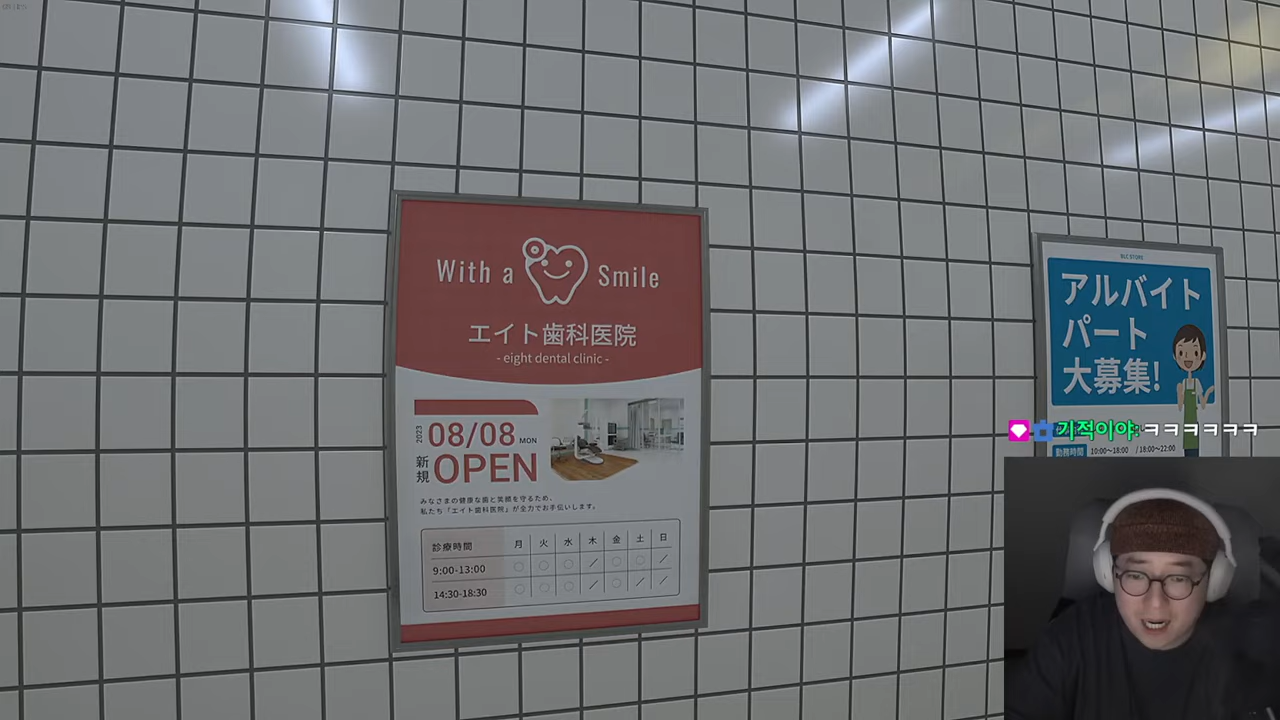 With a Smile
エイト歯科医院
- eight dental clinic -
2023 08/08 MON
新規 OPEN
みなさまの健康な歯と笑顔を守るため、
私たち「エイト歯科医院」が全力でお手伝いします。
診療時間 月 火 水 木 金 土 日
9:00-13:00 ○ ○ ○ / ○ ○ /
14:30-18:30 ○ ○ ○ / ○ / /
アルバイト
パート
大募集!
기적이야: ㅋㅋㅋㅋㅋㅋ
勤務時間 10:00〜18:00 / 18:00〜22:00